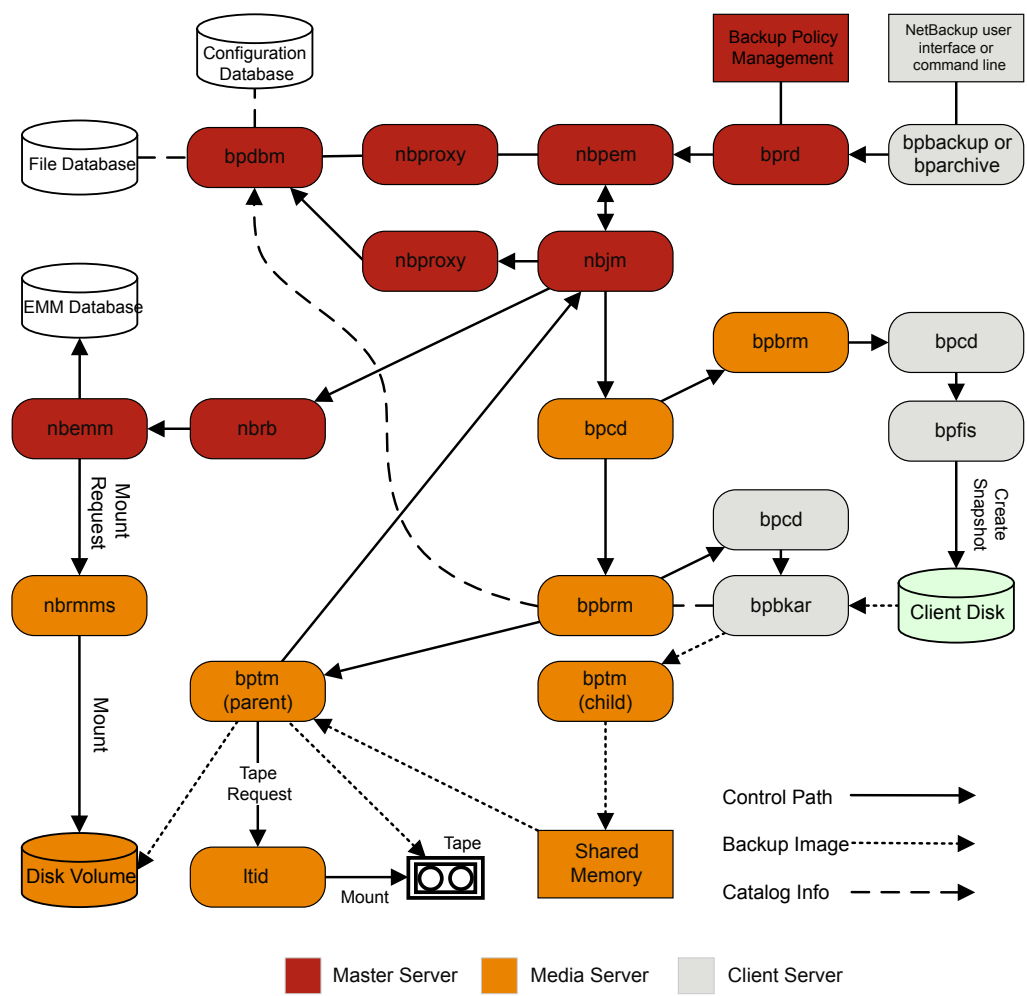 Configuration
Database
Backup Policy
Management
NetBackup user
interface or
command line
File Database
bpdbm
nbproxy
nbpem
bprd
bpbackup or
bparchive
nbproxy
nbjm
EMM Database
bpbrm
bpcd
nbemm
nbrb
bpcd
bpfis
Mount
Request
Create
Snapshot
bpcd
nbrmms
bpbrm
bpbkar
Client Disk
bptm
(parent)
bptm
(child)
Mount
Tape
Request
Control Path
Backup Image
Catalog Info
Disk Volume
ltid
Mount
Tape
Shared
Memory
Master Server
Media Server
Client Server